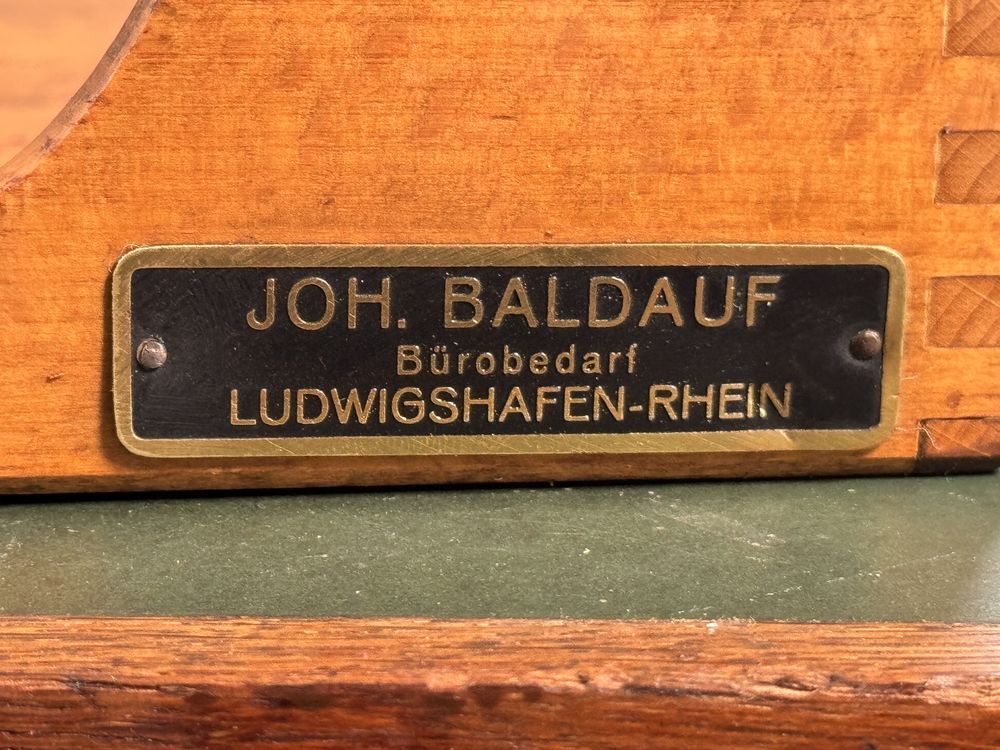 JOH. BALDAUF
Bürobedarf
LUDWIGSHAFEN-RHEIN